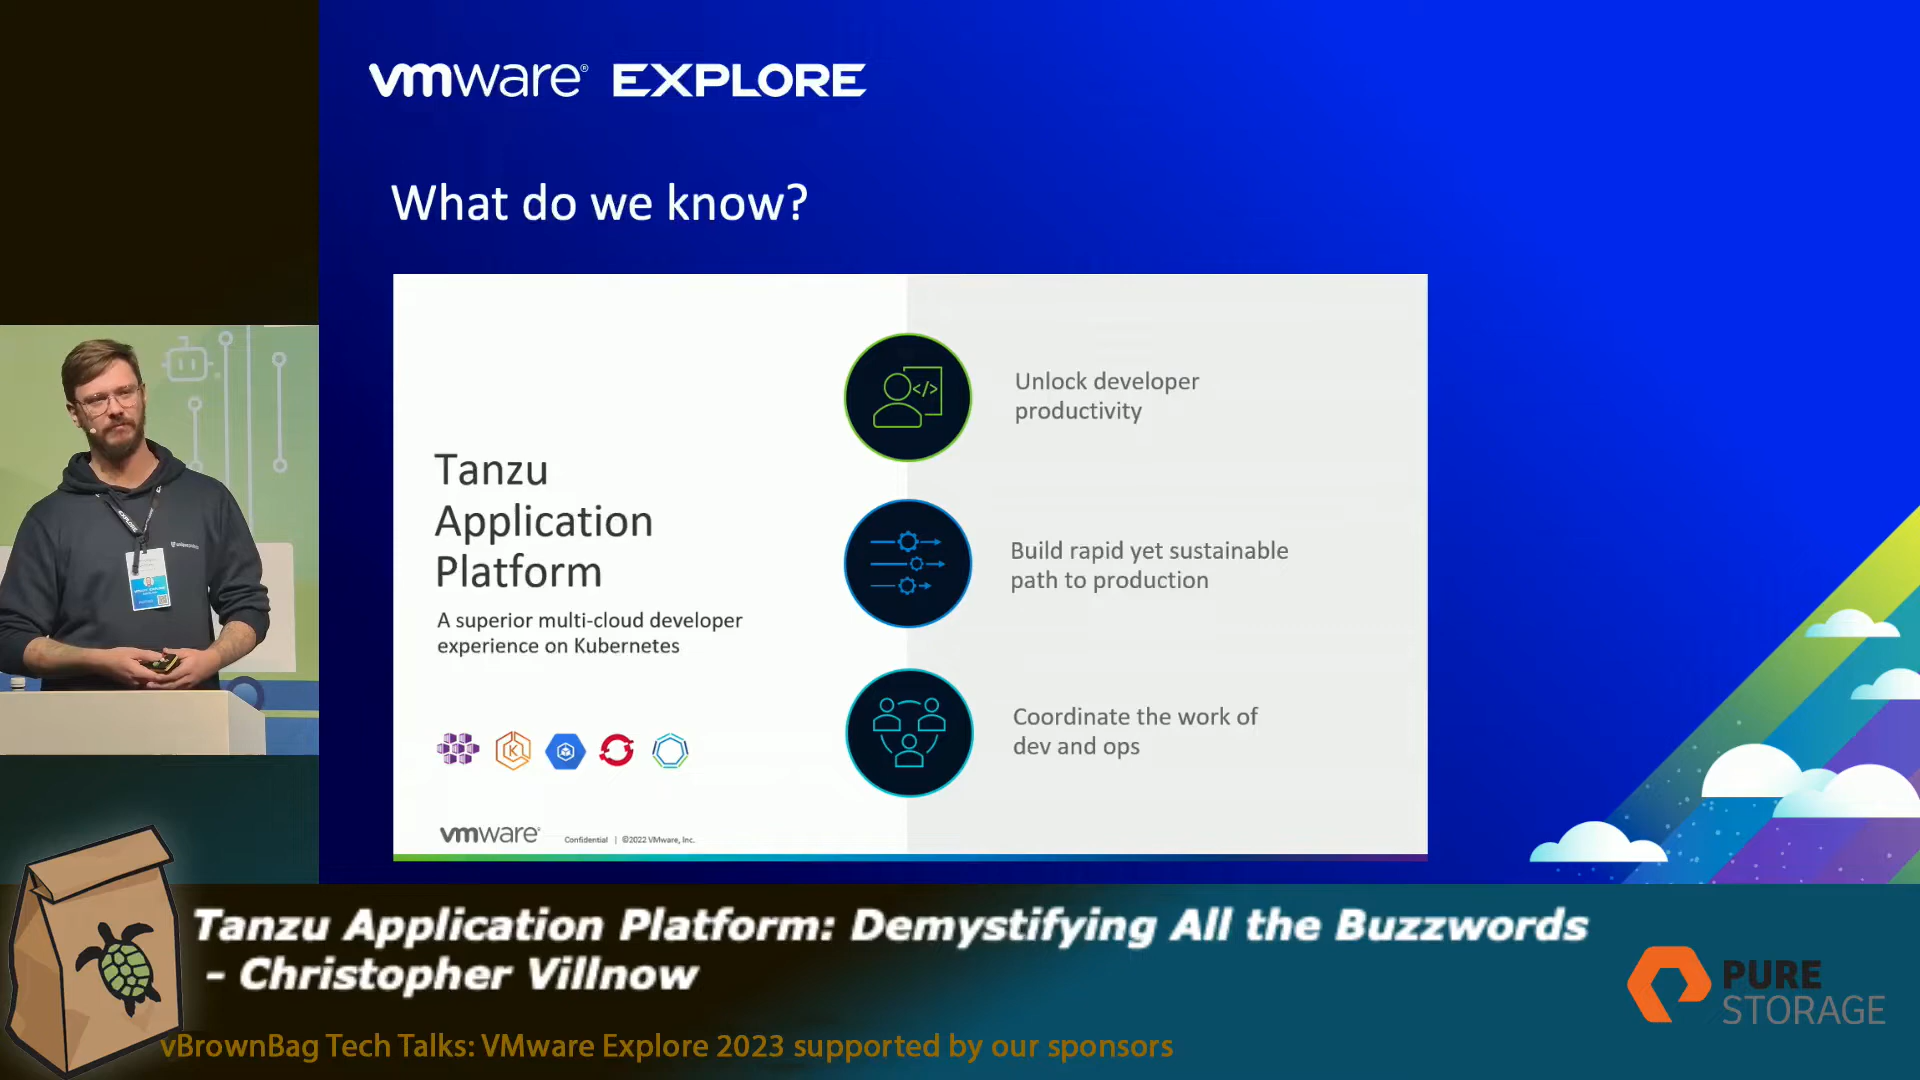 vmware® EXPLORE
What do we know?
Tanzu
Application
Platform
A superior multi-cloud developer
experience on Kubernetes
K
vmware®
Confidential | ©2022 VMware, Inc.
</>
Unlock developer
productivity
Build rapid yet sustainable
path to production
Coordinate the work of
dev and ops
EXPLORE
Tanzu Application Platform: Demystifying All the Buzzwords
- Christopher Villnow
vBrownBag Tech Talks: VMware Explore 2023 supported by our sponsors
PURE
STORAGE